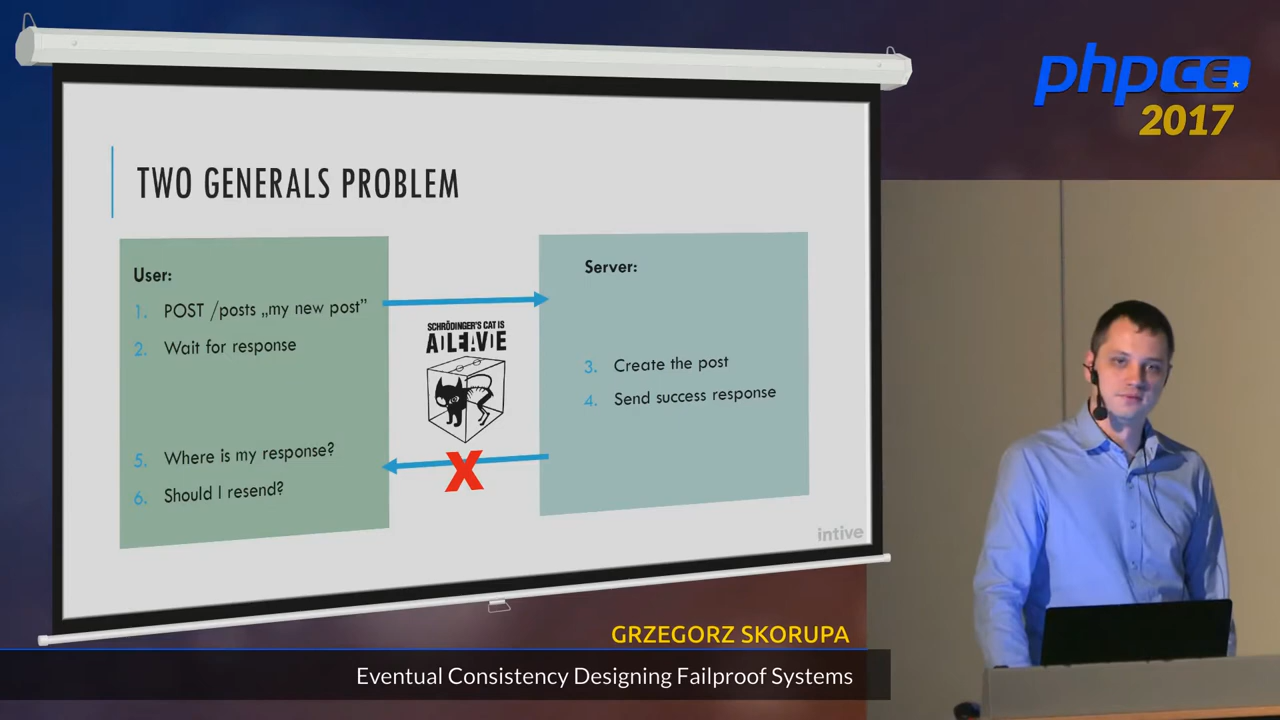 phpCE
2017
TWO GENERALS PROBLEM
User:
1. POST /posts „my new post”
2. Wait for response
5. Where is my response?
6. Should I resend?
SCHRÖDINGER'S CAT IS
Server:
3. Create the post
4. Send success response
X
intive
GRZEGORZ SKORUPA
Eventual Consistency Designing Failproof Systems